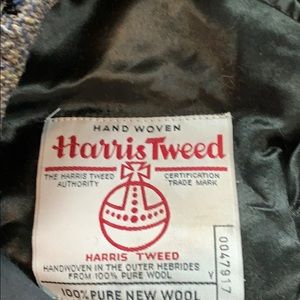 HAND WOVEN
Harris Tweed
THE HARRIS TWEED AUTHORITY
CERTIFICATION TRADE MARK
HARRIS TWEED
HANDWOVEN IN THE OUTER HEBRIDES
FROM 100% PURE WOOL
100% PURE NEW WOOL